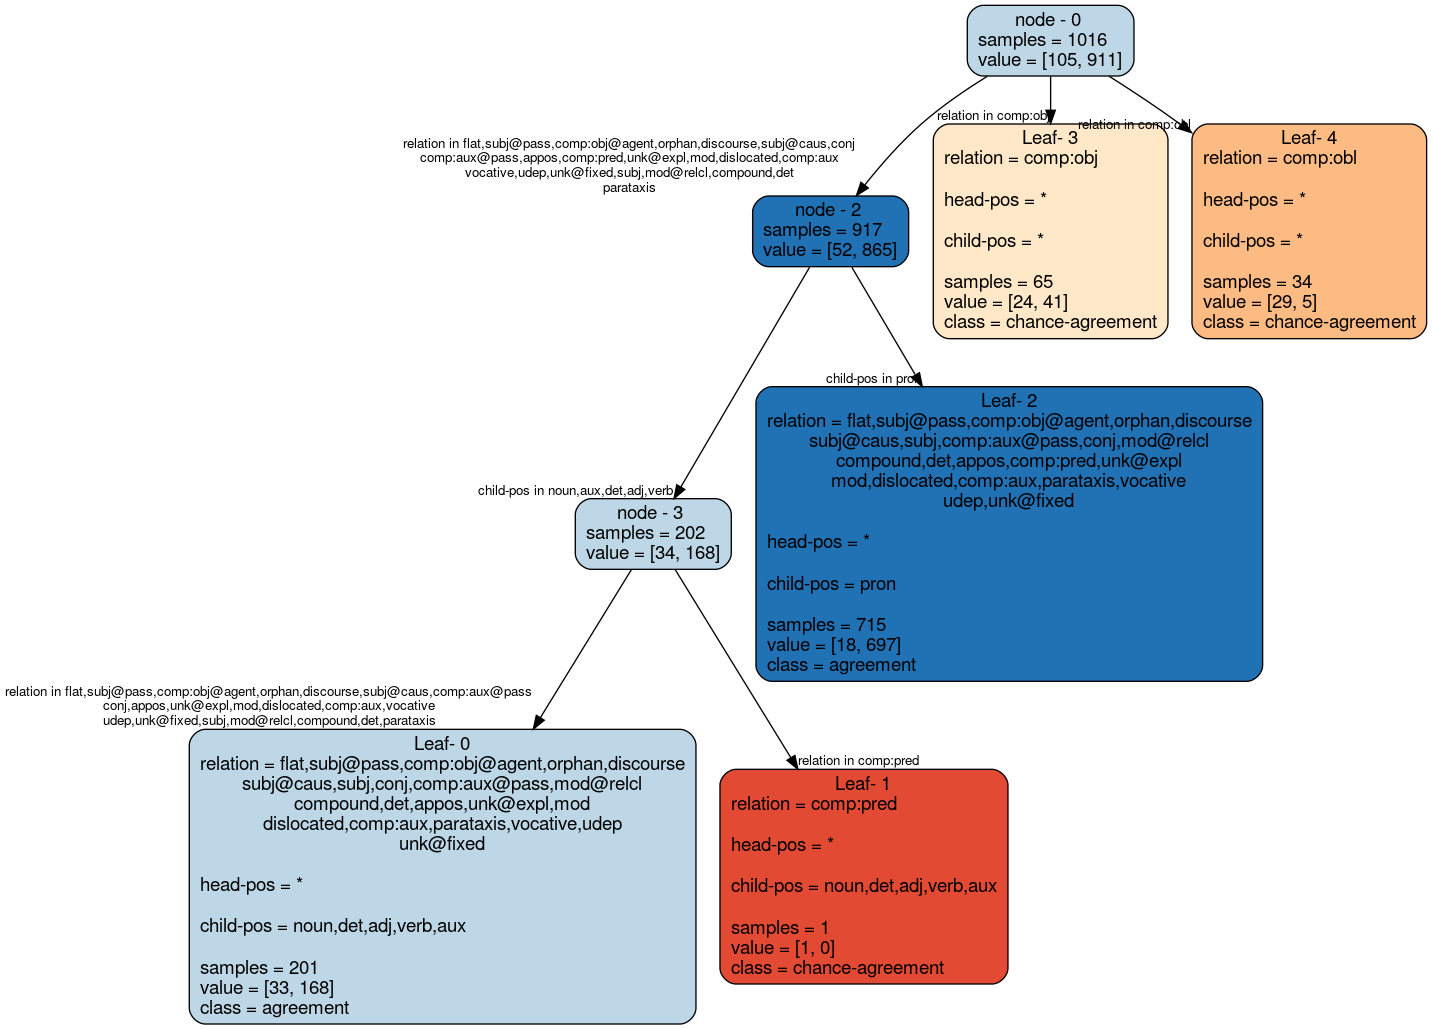 node - 0
samples = 1016
value = [105, 911]
relation in comp:obj
relation in comp:obl
relation in flat,subj@pass,comp:obj@agent,orphan,discourse,subj@caus,conj
comp:aux@pass,appos,comp:pred,unk@expl,mod,dislocated,comp:aux
vocative,udep,unk@fixed,subj,mod@relcl,compound,det
parataxis
Leaf- 3
relation = comp:obj
head-pos = *
child-pos = *
samples = 65
value = [24, 41]
class = chance-agreement
Leaf- 4
relation = comp:obl
head-pos = *
child-pos = *
samples = 34
value = [29, 5]
class = chance-agreement
node - 2
samples = 917
value = [52, 865]
child-pos in pron
Leaf- 2
relation = flat,subj@pass,comp:obj@agent,orphan,discourse
subj@caus,subj,comp:aux@pass,conj,mod@relcl
compound,det,appos,comp:pred,unk@expl
mod,dislocated,comp:aux,parataxis,vocative
udep,unk@fixed
head-pos = *
child-pos = pron
samples = 715
value = [18, 697]
class = agreement
child-pos in noun,aux,det,adj,verb
node - 3
samples = 202
value = [34, 168]
relation in flat,subj@pass,comp:obj@agent,orphan,discourse,subj@caus,comp:aux@pass
conj,appos,unk@expl,mod,dislocated,comp:aux,vocative
udep,unk@fixed,subj,mod@relcl,compound,det,parataxis
Leaf- 0
relation = flat,subj@pass,comp:obj@agent,orphan,discourse
subj@caus,subj,conj,comp:aux@pass,mod@relcl
compound,det,appos,unk@expl,mod
dislocated,comp:aux,parataxis,vocative,udep
unk@fixed
head-pos = *
child-pos = noun,det,adj,verb,aux
samples = 201
value = [33, 168]
class = agreement
relation in comp:pred
Leaf- 1
relation = comp:pred
head-pos = *
child-pos = noun,det,adj,verb,aux
samples = 1
value = [1, 0]
class = chance-agreement